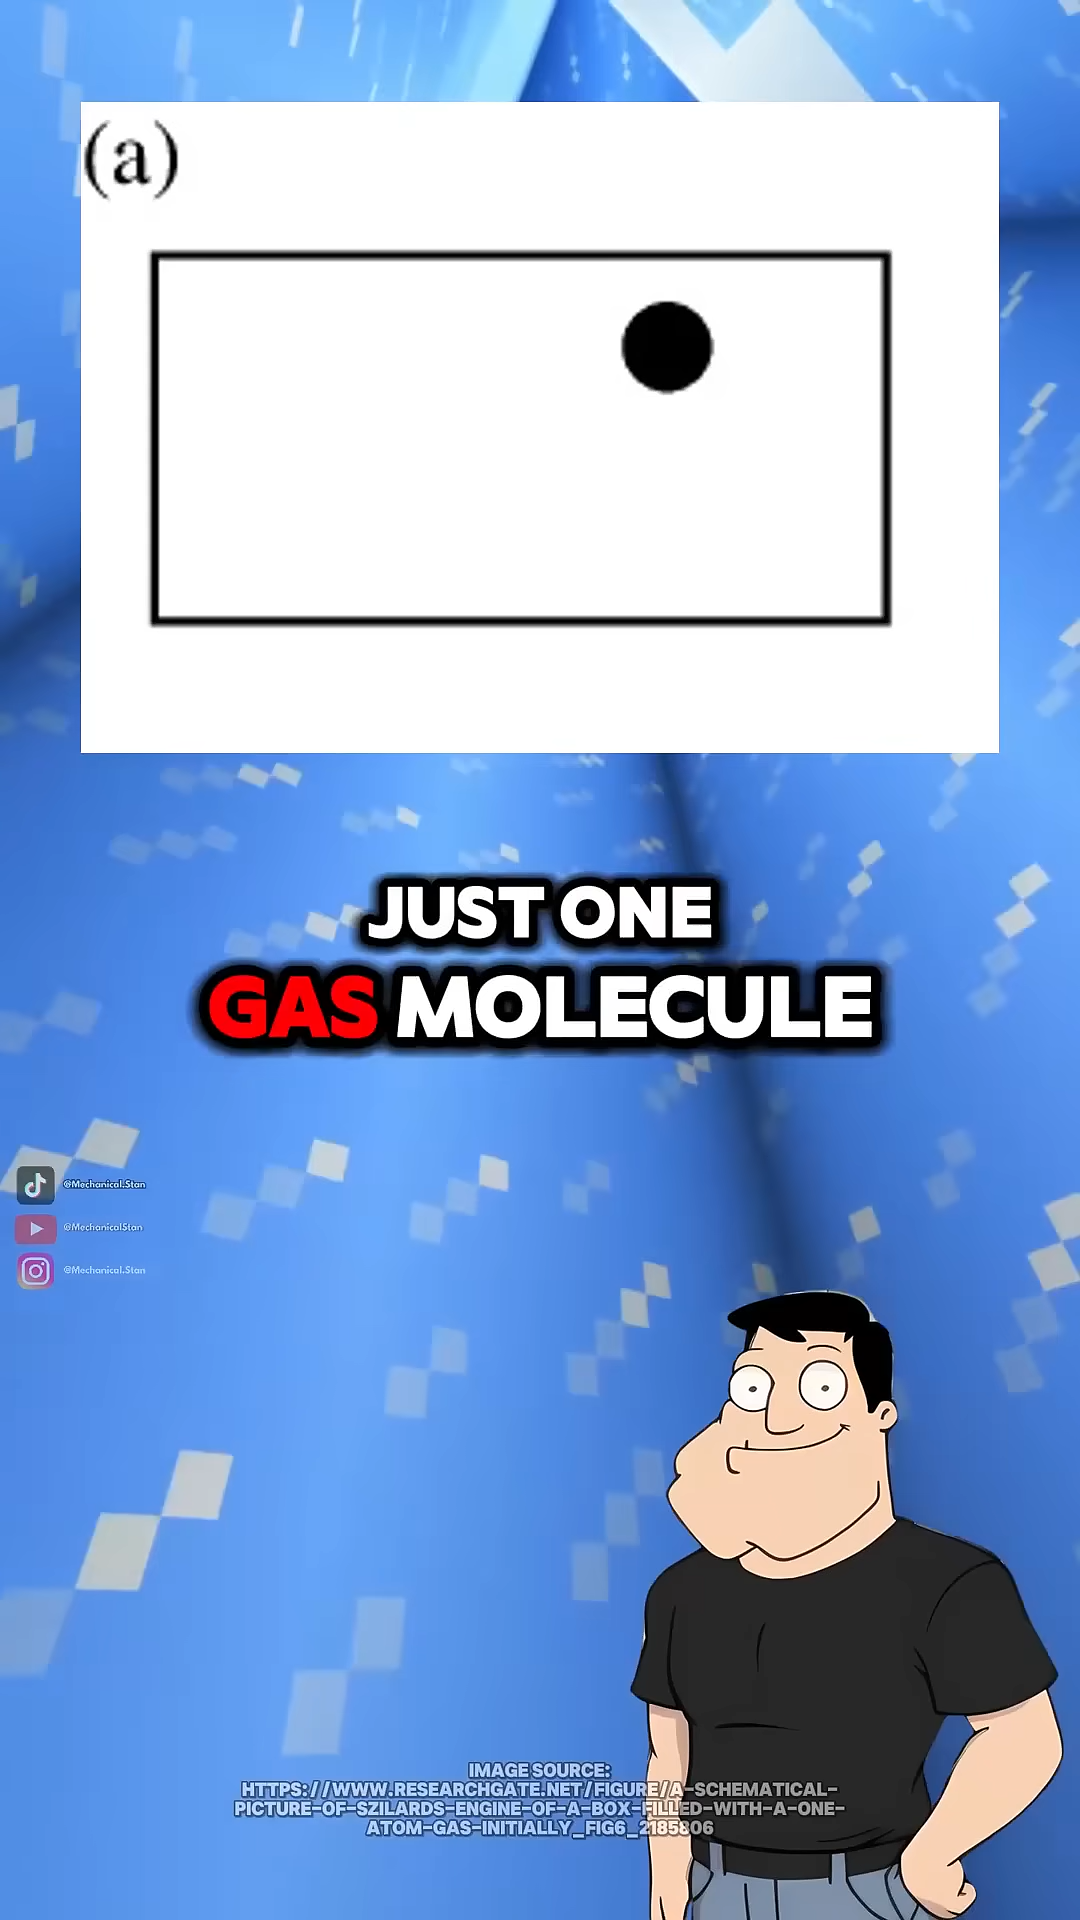 (a)
JUST ONE
GAS MOLECULE
@Mechanical.Stan
@MechanicalStan
@Mechanical.Stan
IMAGE SOURCE:
HTTPS://WWW.RESEARCHGATE.NET/FIGURE/A-SCHEMATICAL-
PICTURE-OF-SZILARDS-ENGINE-OF-A-BOX-FILLED-WITH-A-ONE-
ATOM-GAS-INITIALLY_FIG6_2185806